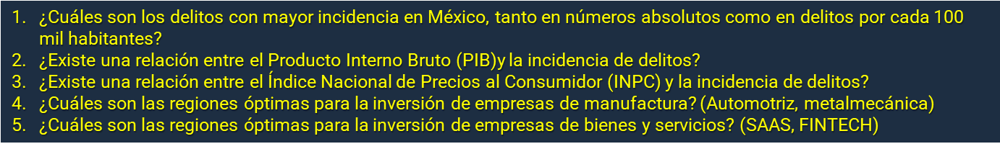 1. ¿Cuáles son los delitos con mayor incidencia en México, tanto en números absolutos como en delitos por cada 100
mil habitantes?
2. ¿Existe una relación entre el Producto Interno Bruto (PIB)y la incidencia de delitos?
3. ¿Existe una relación entre el Índice Nacional de Precios al Consumidor (INPC) y la incidencia de delitos?
4. ¿Cuáles son las regiones óptimas para la inversión de empresas de manufactura? (Automotriz, metalmecánica)
5. ¿Cuáles son las regiones óptimas para la inversión de empresas de bienes y servicios? (SAAS, FINTECH)